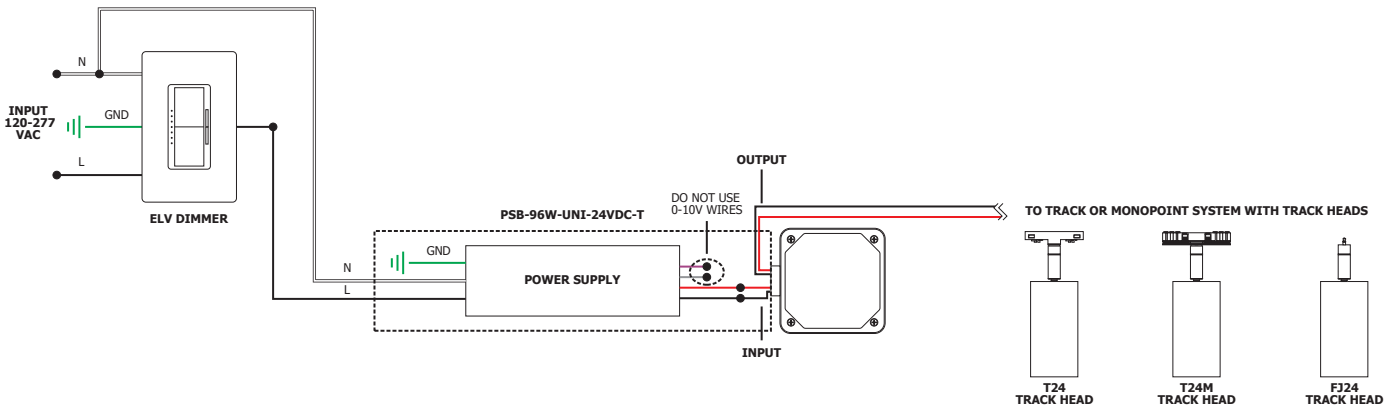 N
INPUT
120-277
VAC
GND
L
ELV DIMMER
OUTPUT
DO NOT USE
0-10V WIRES
PSB-96W-UNI-24VDC-T
TO TRACK OR MONOPOINT SYSTEM WITH TRACK HEADS
GND
N
L
POWER SUPPLY
INPUT
T24
TRACK HEAD
T24M
TRACK HEAD
FJ24
TRACK HEAD